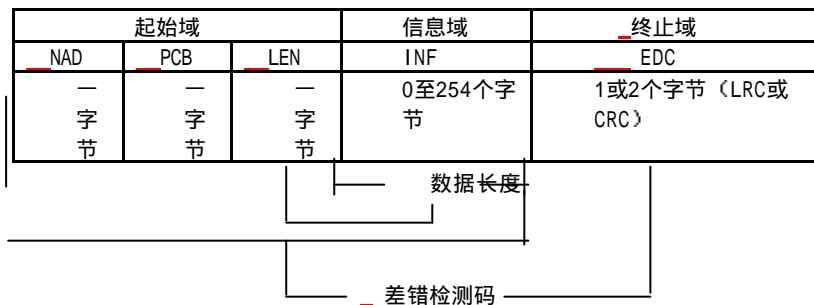 起始域 信息域 终止域
NAD PCB LEN INF EDC
一 一 一 0至254个字 1或2个字节（LRC或
字 字 字 节 CRC）
节 节 节
数据长度
差错检测码